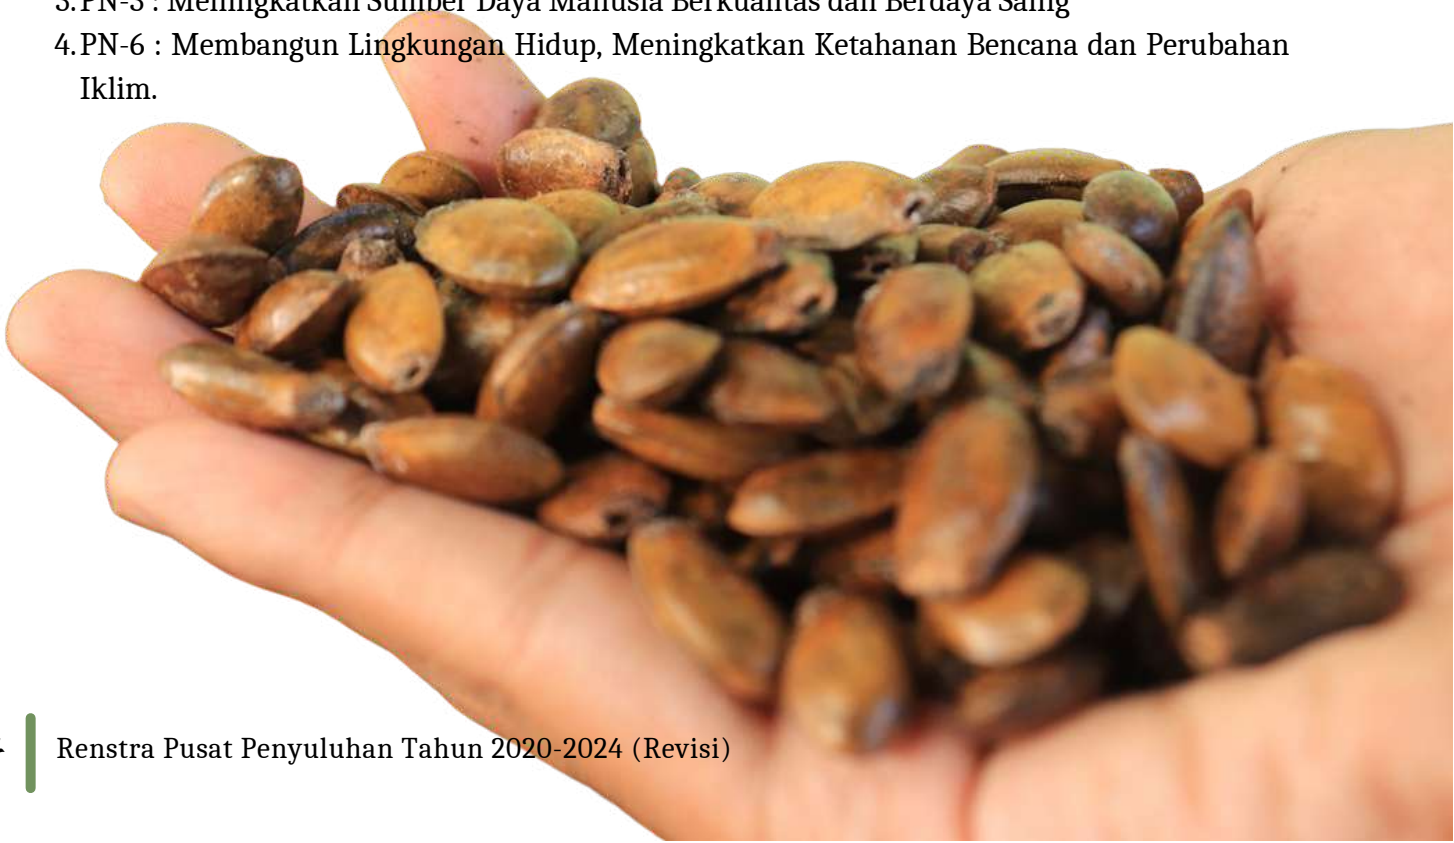 3. PN-3 : Meningkatkan Sumber Daya Manusia Berkualitas dan Berdaya Saing
4. PN-6 : Membangun Lingkungan Hidup, Meningkatkan Ketahanan Bencana dan Perubahan
Iklim.
Renstra Pusat Penyuluhan Tahun 2020-2024 (Revisi)